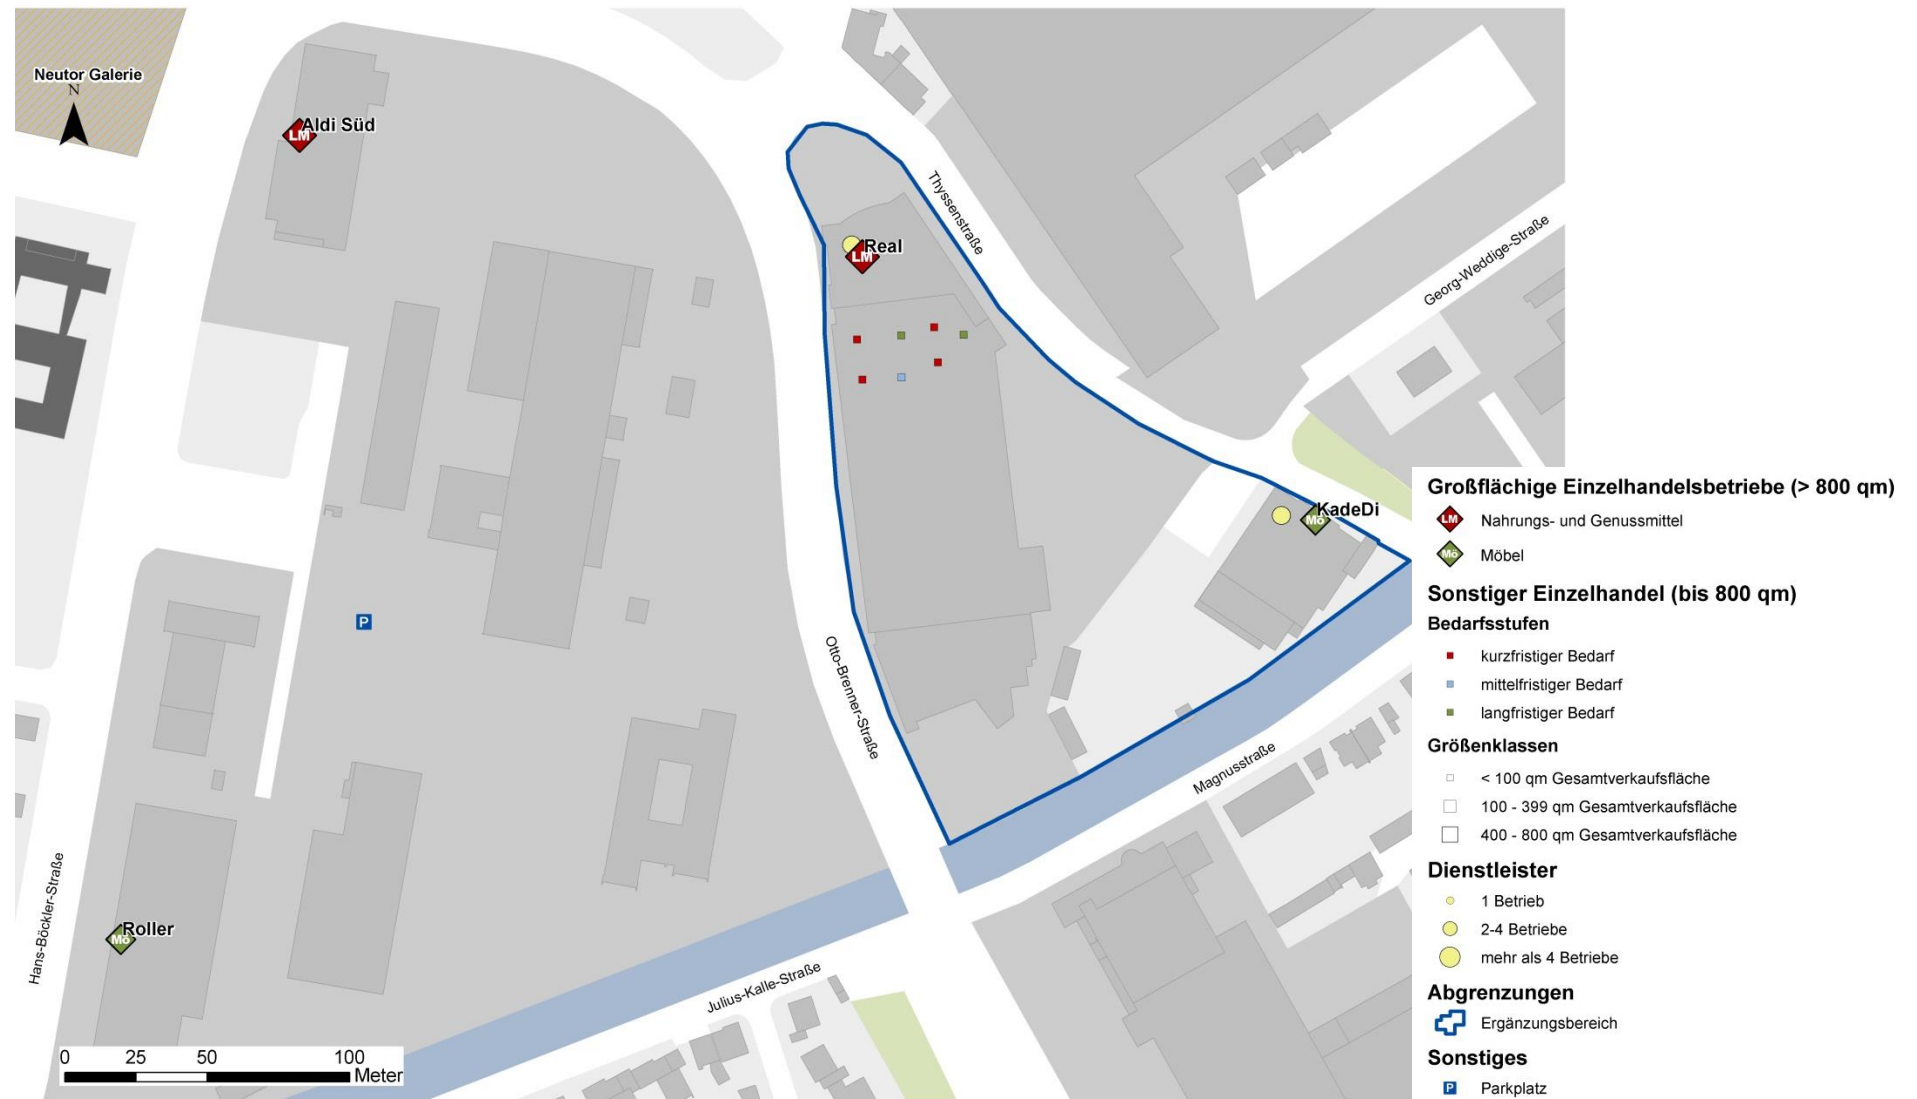 Neutor Galerie
N
Aldi Süd
LM
Thyssenstraße
Real
LM
Georg-Weddige-Straße
KadeDi
Mö
Otto-Brenner-Straße
P
Magnusstraße
Hans-Böckler-Straße
Roller
Mö
Julius-Kalle-Straße
0 25 50 100
Meter
Großflächige Einzelhandelsbetriebe (> 800 qm)
LM Nahrungs- und Genussmittel
Mö Möbel
Sonstiger Einzelhandel (bis 800 qm)
Bedarfsstufen
kurzfristiger Bedarf
mittelfristiger Bedarf
langfristiger Bedarf
Größenklassen
< 100 qm Gesamtverkaufsfläche
100 - 399 qm Gesamtverkaufsfläche
400 - 800 qm Gesamtverkaufsfläche
Dienstleister
1 Betrieb
2-4 Betriebe
mehr als 4 Betriebe
Abgrenzungen
Ergänzungsbereich
Sonstiges
P Parkplatz